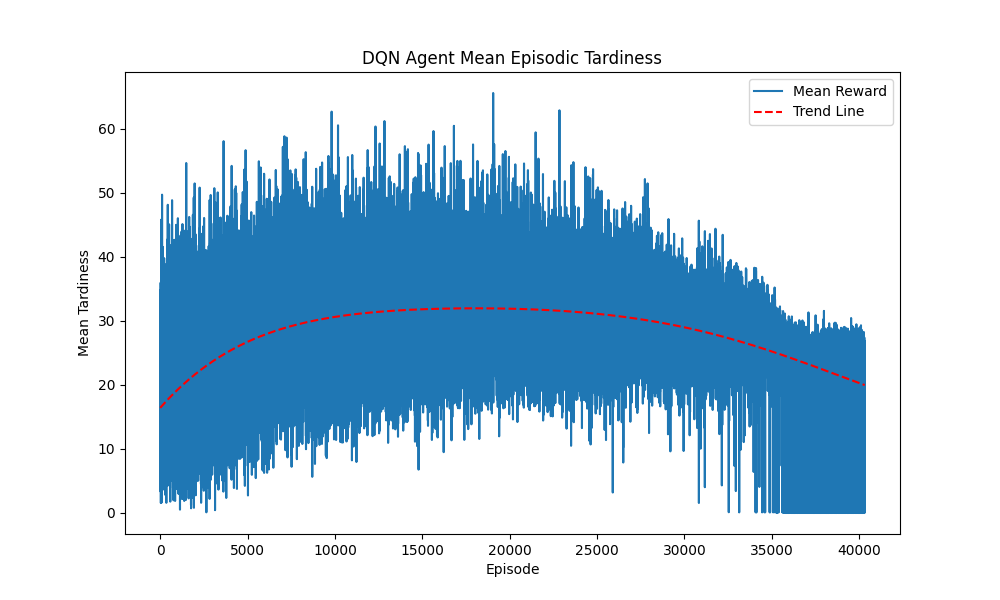 DQN Agent Mean Episodic Tardiness
Mean Reward
Trend Line
Mean Tardiness
60
50
40
30
20
10
0
0 5000 10000 15000 20000 25000 30000 35000 40000
Episode